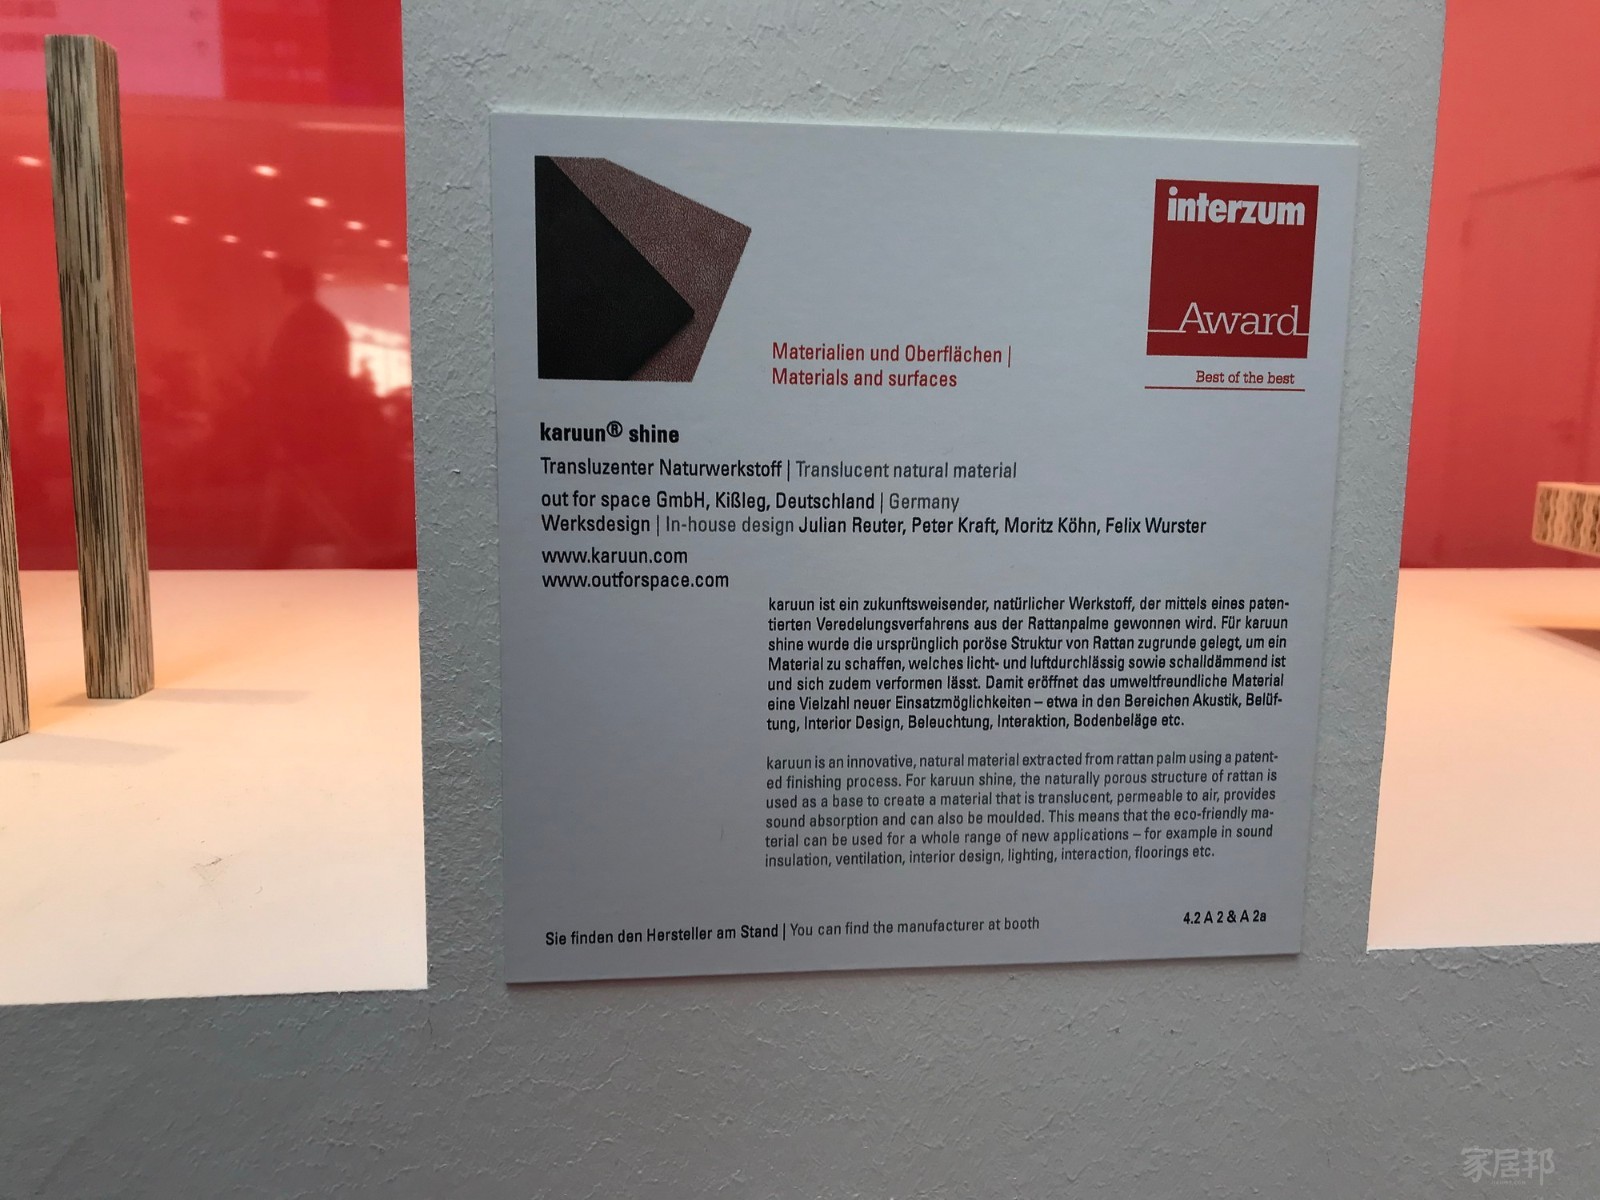 interzum
Award
Best of the best
Materialien und Oberflächen |
Materials and surfaces
karuun® shine
Transluzenter Naturwerkstoff | Translucent natural material
out for space GmbH, Kißleg, Deutschland | Germany
Werksdesign | In-house design Julian Reuter, Peter Kraft, Moritz Köhn, Felix Wurster
www.karuun.com
www.outforspace.com
karuun ist ein zukunftsweisender, natürlicher Werkstoff, der mittels eines paten-
tierten Veredelungsverfahrens aus der Rattanpalme gewonnen wird. Für karuun
shine wurde die ursprünglich poröse Struktur von Rattan zugrunde gelegt, um ein
Material zu schaffen, welches licht- und luftdurchlässig sowie schalldämmend ist
und sich zudem verformen lässt. Damit eröffnet das umweltfreundliche Material
eine Vielzahl neuer Einsatzmöglichkeiten – etwa in den Bereichen Akustik, Belüf-
tung, Interior Design, Beleuchtung, Interaktion, Bodenbeläge etc.
karuun is an innovative, natural material extracted from rattan palm using a patent-
ed finishing process. For karuun shine, the naturally porous structure of rattan is
used as a base to create a material that is translucent, permeable to air, provides
sound absorption and can also be moulded. This means that the eco-friendly ma-
terial can be used for a whole range of new applications – for example in sound
insulation, ventilation, interior design, lighting, interaction, floorings etc.
Sie finden den Hersteller am Stand | You can find the manufacturer at booth
4.2 A 2 & A 2a
家居邦